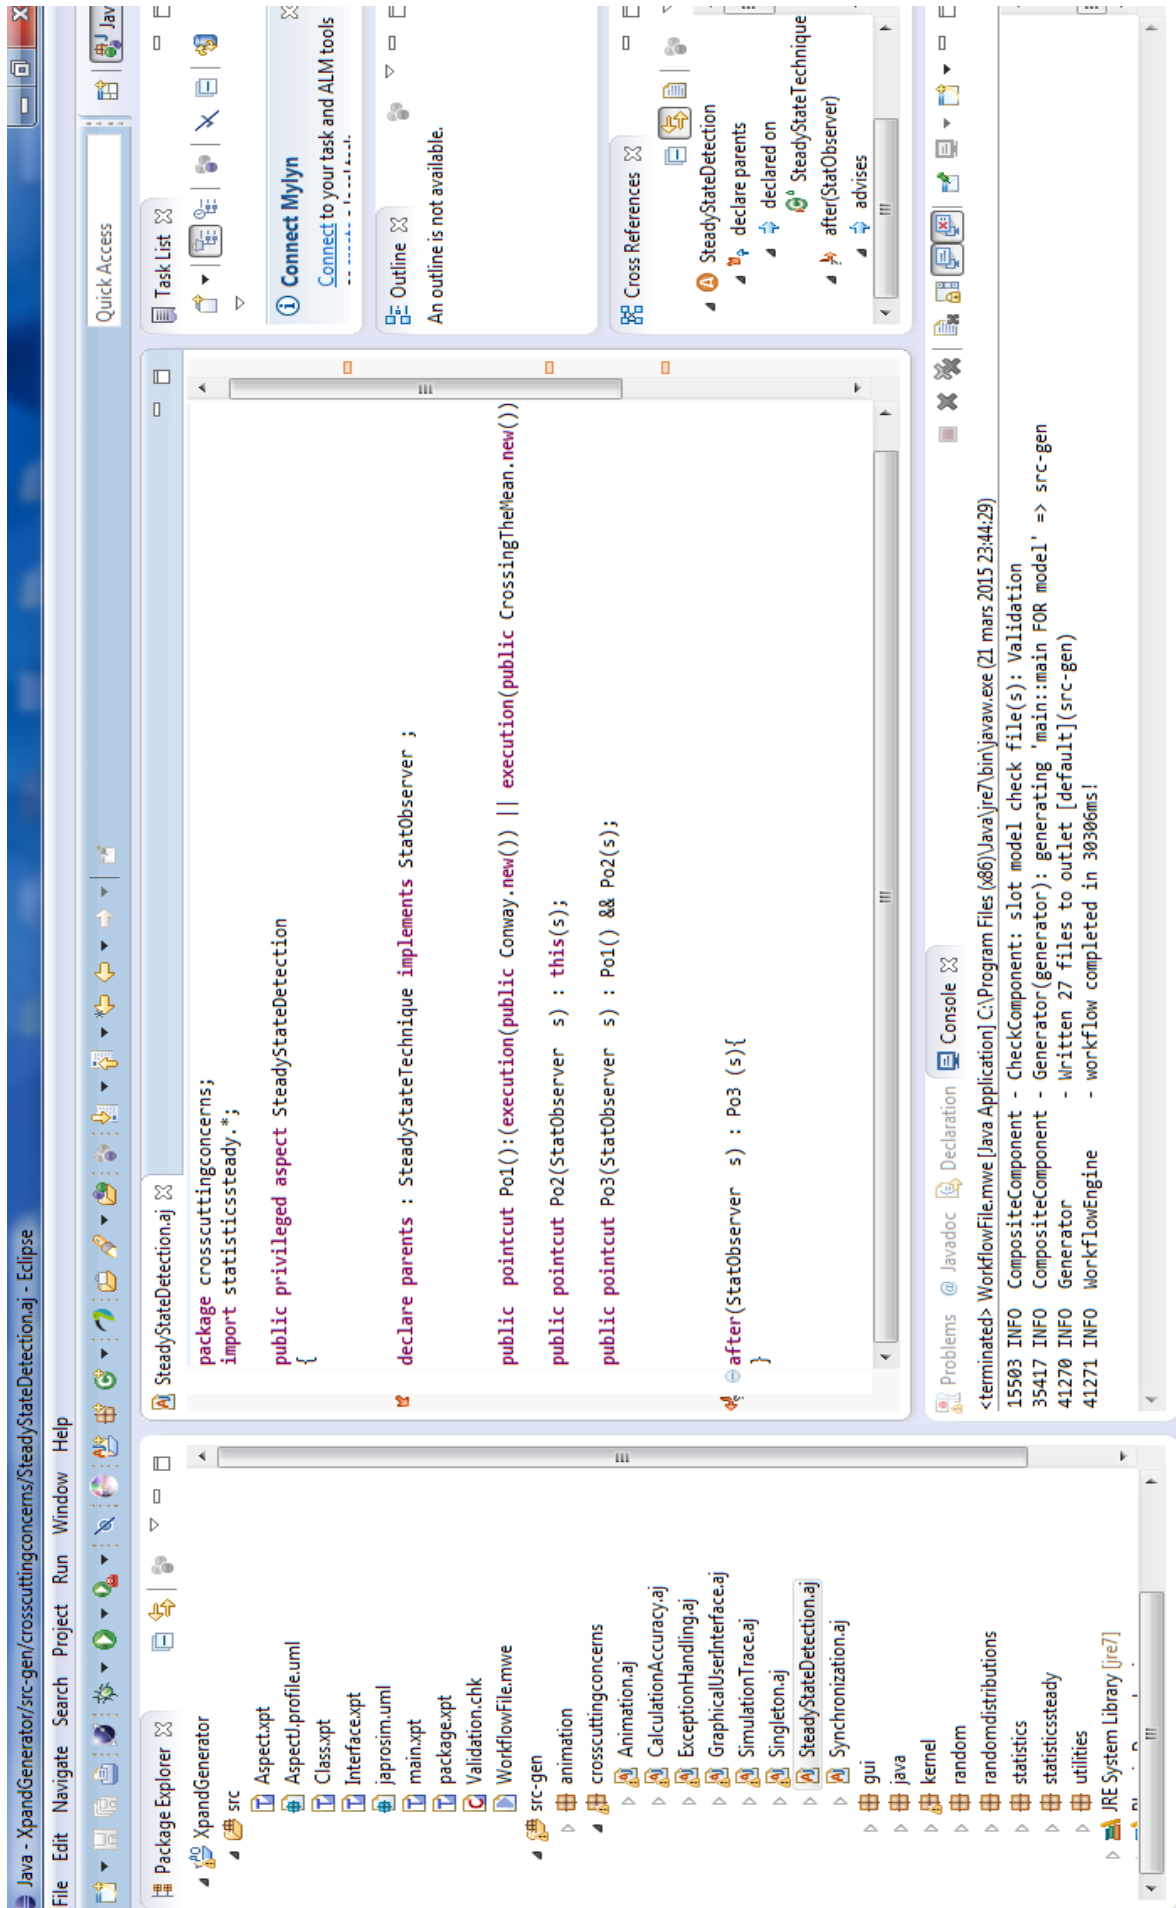 Java - XpandGenerator/src-gen/crosscuttingconcerns/SteadyStateDetection.aj - Eclipse
File Edit Navigate Search Project Run Window Help
Quick Access
Java
Package Explorer
XpandGenerator
src
Aspect.xpt
AspectJ.profile.uml
Class.xpt
Interface.xpt
japrosim.uml
main.xpt
package.xpt
Validation.chk
WorkflowFile.mwe
src-gen
animation
crosscuttingconcerns
Animation.aj
CalculationAccuracy.aj
ExceptionHandling.aj
GraphicalUserInterface.aj
SimulationTrace.aj
Singleton.aj
SteadyStateDetection.aj
Synchronization.aj
gui
java
kernel
random
randomdistributions
statistics
statisticssteady
utilities
JRE System Library [jre7]
SteadyStateDetection.aj
package crosscuttingconcerns;
import statisticssteady.*;
public privileged aspect SteadyStateDetection
{
declare parents : SteadyStateTechnique implements StatObserver ;
public pointcut Po1():(execution(public Conway.new()) || execution(public CrossingTheMean.new())
public pointcut Po2(StatObserver s) : this(s);
public pointcut Po3(StatObserver s) : Po1() && Po2(s);
after(StatObserver s) : Po3 (s){
}
Task List
Connect Mylyn
Connect to your task and ALM tools
Outline
An outline is not available.
Cross References
SteadyStateDetection
declare parents
declared on
SteadyStateTechnique
after(StatObserver)
advises
Problems @ Javadoc Declaration Console
<terminated> WorkflowFile.mwe [Java Application] C:\Program Files (x86)\Java\jre7\bin\javaw.exe (21 mars 2015 23:44:29)
15503 INFO CompositeComponent - CheckComponent: slot model check file(s): Validation
35417 INFO CompositeComponent - Generator(generator): generating 'main::main FOR model' => src-gen
41270 INFO Generator - Written 27 files to outlet [default](src-gen)
41271 INFO WorkflowEngine - workflow completed in 30306ms!